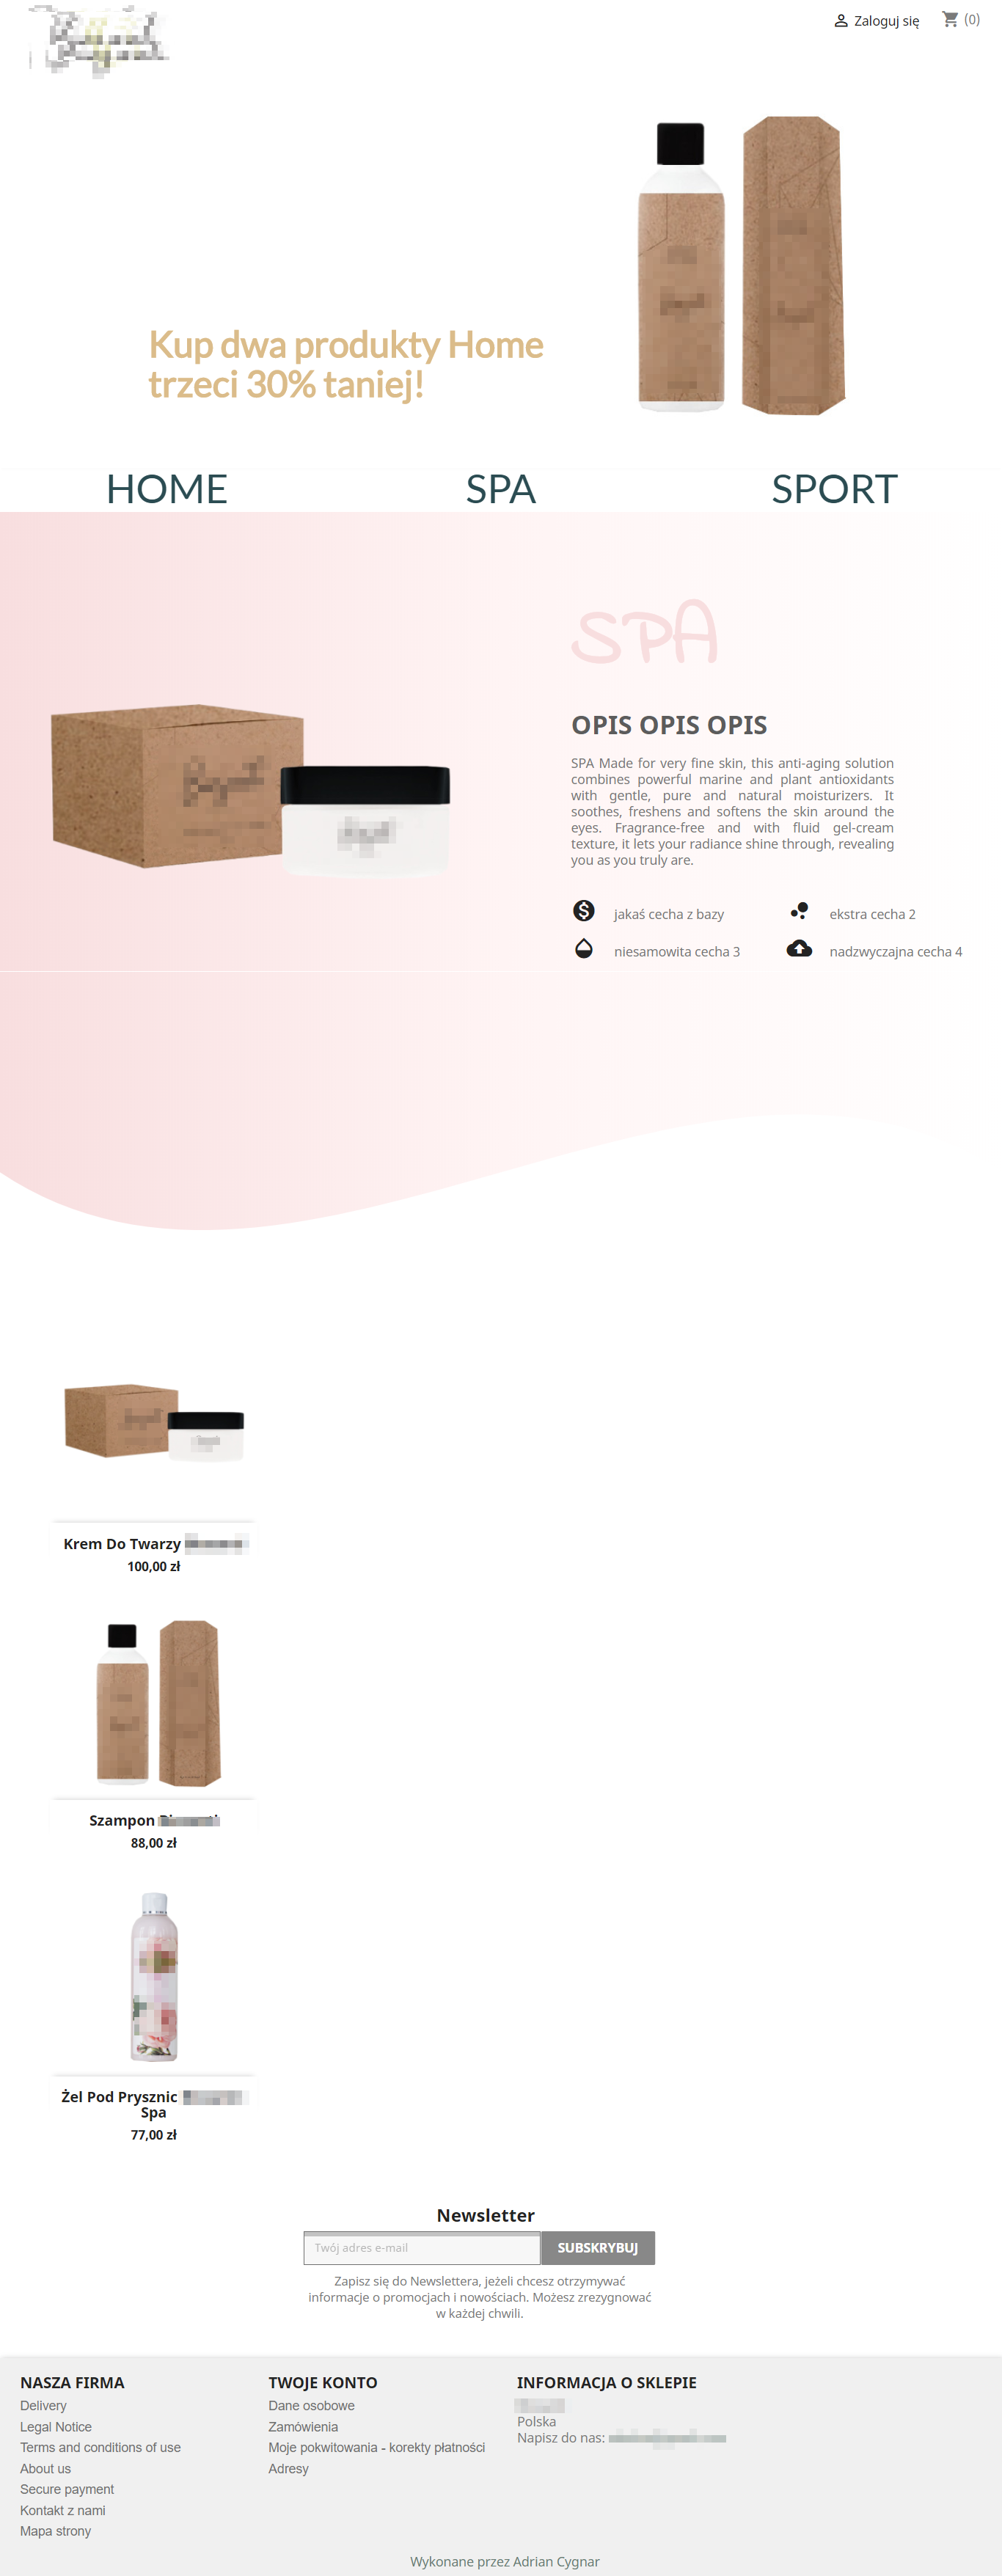 Zaloguj się (0)
Kup dwa produkty Home
trzeci 30% taniej!
HOME SPA SPORT
SPA
OPIS OPIS OPIS
SPA Made for very fine skin, this anti-aging solution
combines powerful marine and plant antioxidants
with gentle, pure and natural moisturizers. It
soothes, freshens and softens the skin around the
eyes. Fragrance-free and with fluid gel-cream
texture, it lets your radiance shine through, revealing
you as you truly are.
jakaś cecha z bazy
ekstra cecha 2
niesamowita cecha 3
nadzwyczajna cecha 4
Krem Do Twarzy
100,00 zł
Szampon
88,00 zł
Żel Pod Prysznic
Spa
77,00 zł
Newsletter
Twój adres e-mail
SUBSKRYBUJ
Zapisz się do Newslettera, jeżeli chcesz otrzymywać
informacje o promocjach i nowościach. Możesz zrezygnować
w każdej chwili.
NASZA FIRMA
Delivery
Legal Notice
Terms and conditions of use
About us
Secure payment
Kontakt z nami
Mapa strony
TWOJE KONTO
Dane osobowe
Zamówienia
Moje pokwitowania - korekty płatności
Adresy
INFORMACJA O SKLEPIE
Polska
Napisz do nas:
Wykonane przez Adrian Cygnar